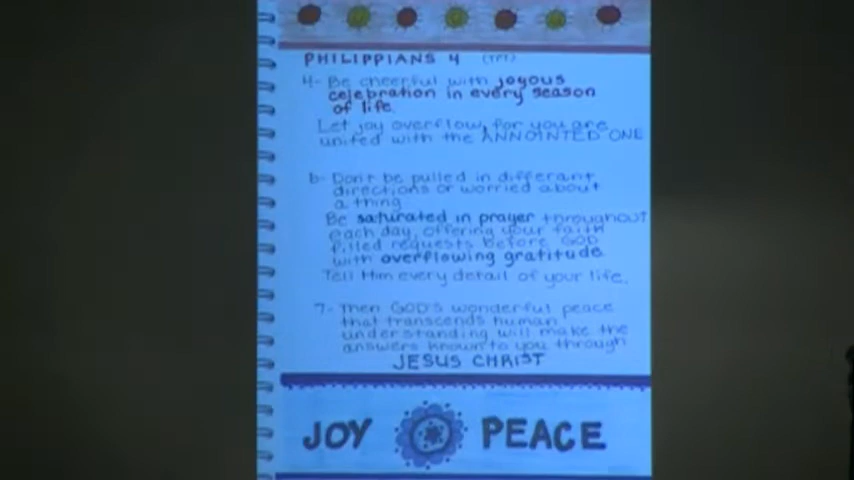 PHILIPPIANS 4 (TPT)
4- Be cheerful with joyous
celebration in every season
of life.
Let joy overflow, for you are
united with the ANNOINTED ONE
6- Don't be pulled in differant
directions or worried about
a thing
Be saturated in prayer throughout
each day, offering your faith
filled requests before GOD
with overflowing gratitude.
Tell Him every detail of your life.
7- Then GOD'S wonderful peace
that transcends human
understanding will make the
answers known to you through
JESUS CHRIST
JOY PEACE